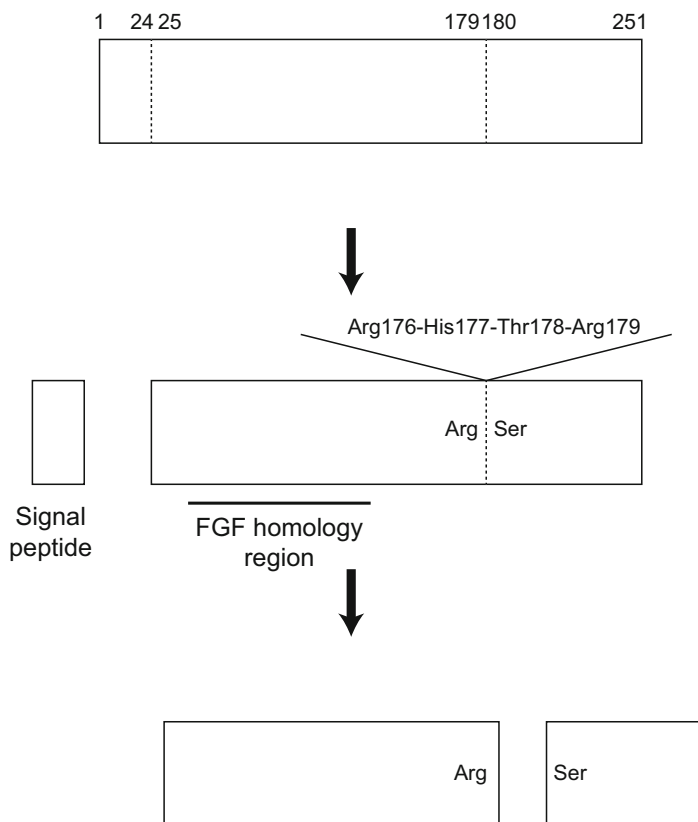 1 24 25 179 180 251
Arg176-His177-Thr178-Arg179
Arg Ser
Signal
peptide
FGF homology
region
Arg Ser